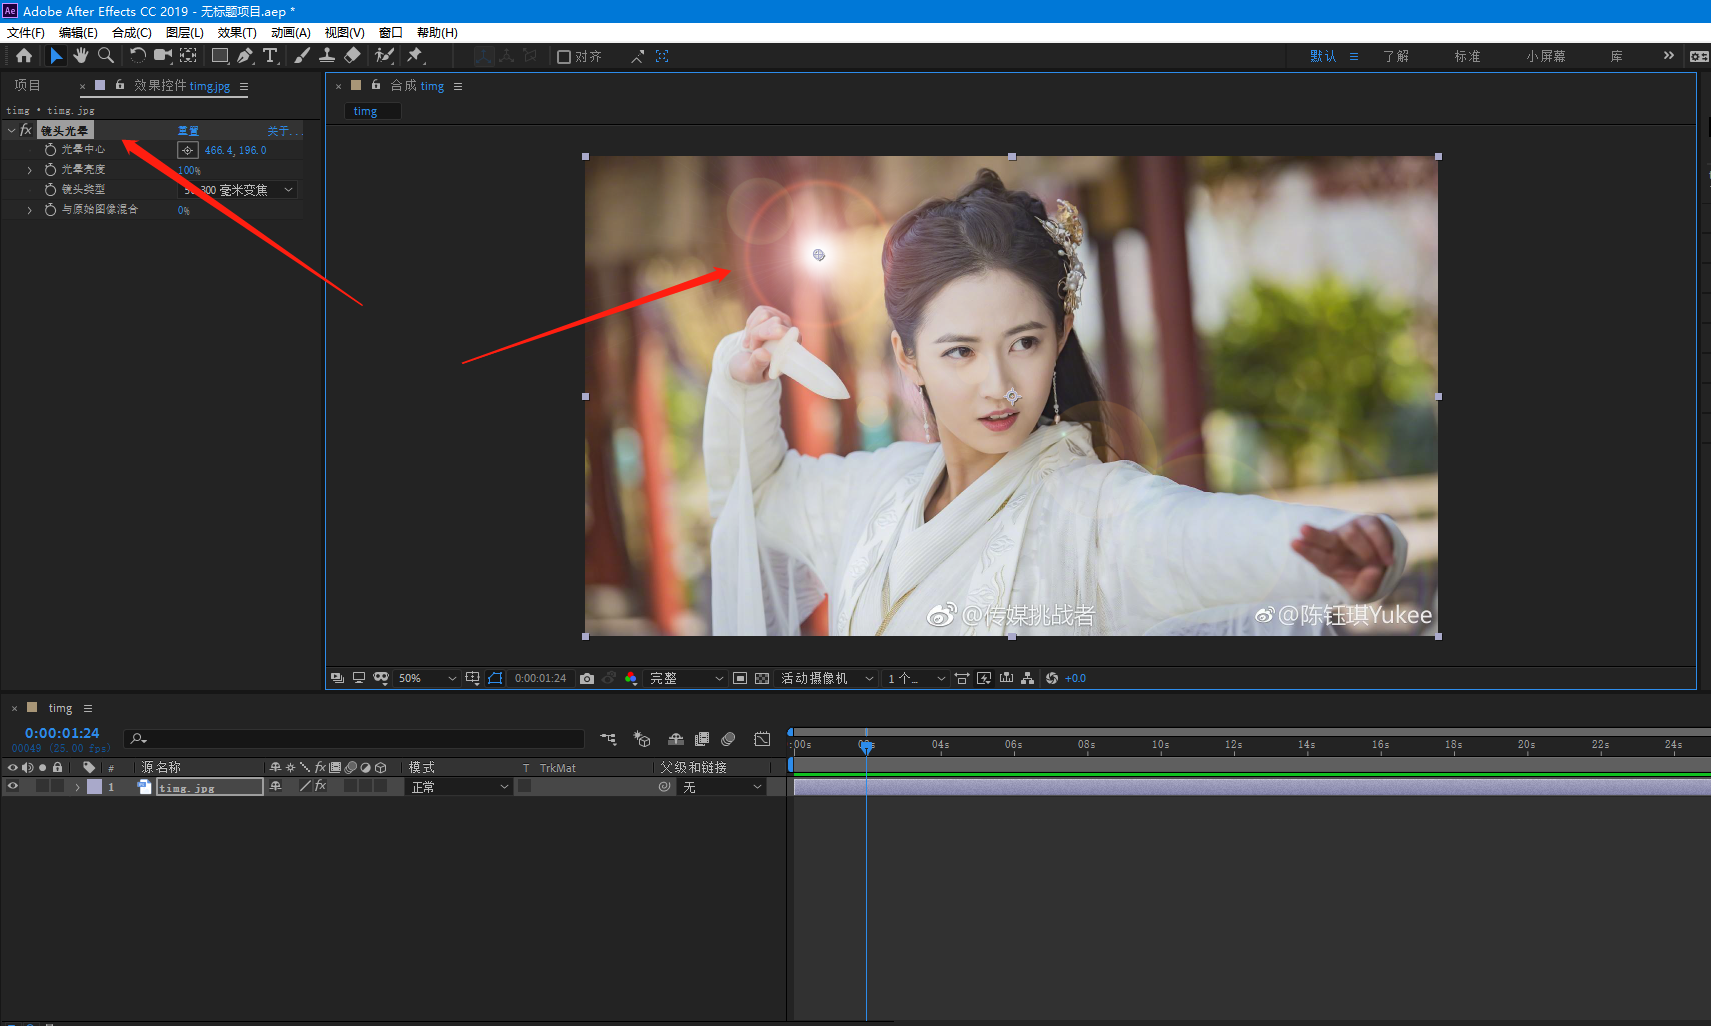 Ae Adobe After Effects CC 2019 - 无标题项目.aep *
文件(F) 编辑(E) 合成(C) 图层(L) 效果(T) 动画(A) 视图(V) 窗口 帮助(H)
对齐 默认 了解 标准 小屏幕 库
项目 × 效果控件 timg.jpg
× 合成 timg
timg • timg.jpg
timg
fx 镜头光晕 重置 关于...
光晕中心 466.4, 196.0
光晕亮度 100%
镜头类型 50-300 毫米变焦
与原始图像混合 0%
@传媒挑战者
@陈钰琪Yukee
50% 0:00:01:24 完整 活动摄像机 1 个... +0.0
× timg
0:00:01:24
00049 (25.00 fps)
:00s 04s 06s 08s 10s 12s 14s 16s 18s 20s 22s 24s
# 源名称 fx 模式 T TrkMat 父级和链接
1 timg.jpg fx 正常 无